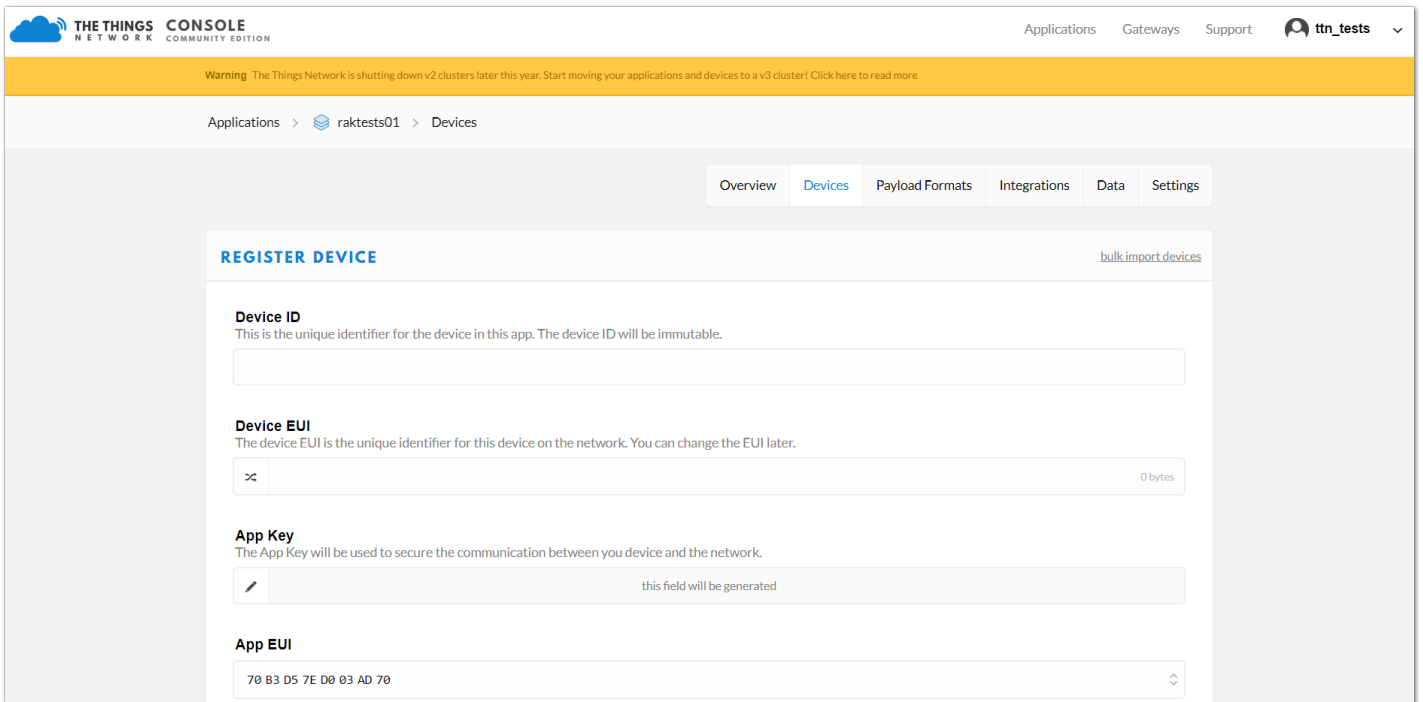 THE THINGS NETWORK CONSOLE COMMUNITY EDITION
Applications Gateways Support ttn_tests
Warning The Things Network is shutting down v2 clusters later this year. Start moving your applications and devices to a v3 cluster! Click here to read more
Applications > raktests01 > Devices
Overview Devices Payload Formats Integrations Data Settings
REGISTER DEVICE bulk import devices
Device ID
This is the unique identifier for the device in this app. The device ID will be immutable.
Device EUI
The device EUI is the unique identifier for this device on the network. You can change the EUI later.
0 bytes
App Key
The App Key will be used to secure the communication between you device and the network.
this field will be generated
App EUI
70 B3 D5 7E D0 03 AD 70